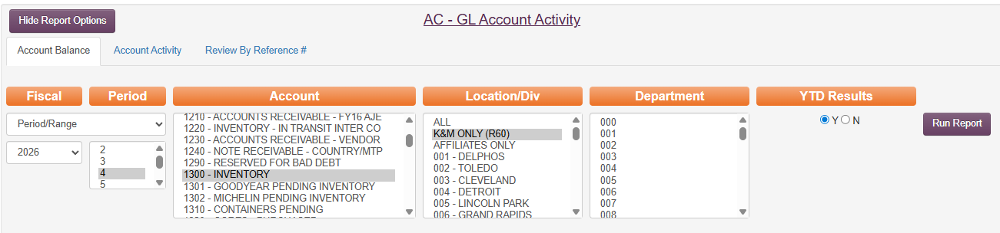 Hide Report Options
AC - GL Account Activity
Account Balance
Account Activity
Review By Reference #
Fiscal
Period
Account
Location/Div
Department
YTD Results
Period/Range
2026
2
3
4
5
1210 - ACCOUNTS RECEIVABLE - FY16 AJE
1220 - INVENTORY - IN TRANSIT INTER CO
1230 - ACCOUNTS RECEIVABLE - VENDOR
1240 - NOTE RECEIVABLE - COUNTRY/MTP
1290 - RESERVED FOR BAD DEBT
1300 - INVENTORY
1301 - GOODYEAR PENDING INVENTORY
1302 - MICHELIN PENDING INVENTORY
1310 - CONTAINERS PENDING
ALL
K&M ONLY (R60)
AFFILIATES ONLY
001 - DELPHOS
002 - TOLEDO
003 - CLEVELAND
004 - DETROIT
005 - LINCOLN PARK
006 - GRAND RAPIDS
000
001
002
003
004
005
006
007
008
Y N
Run Report